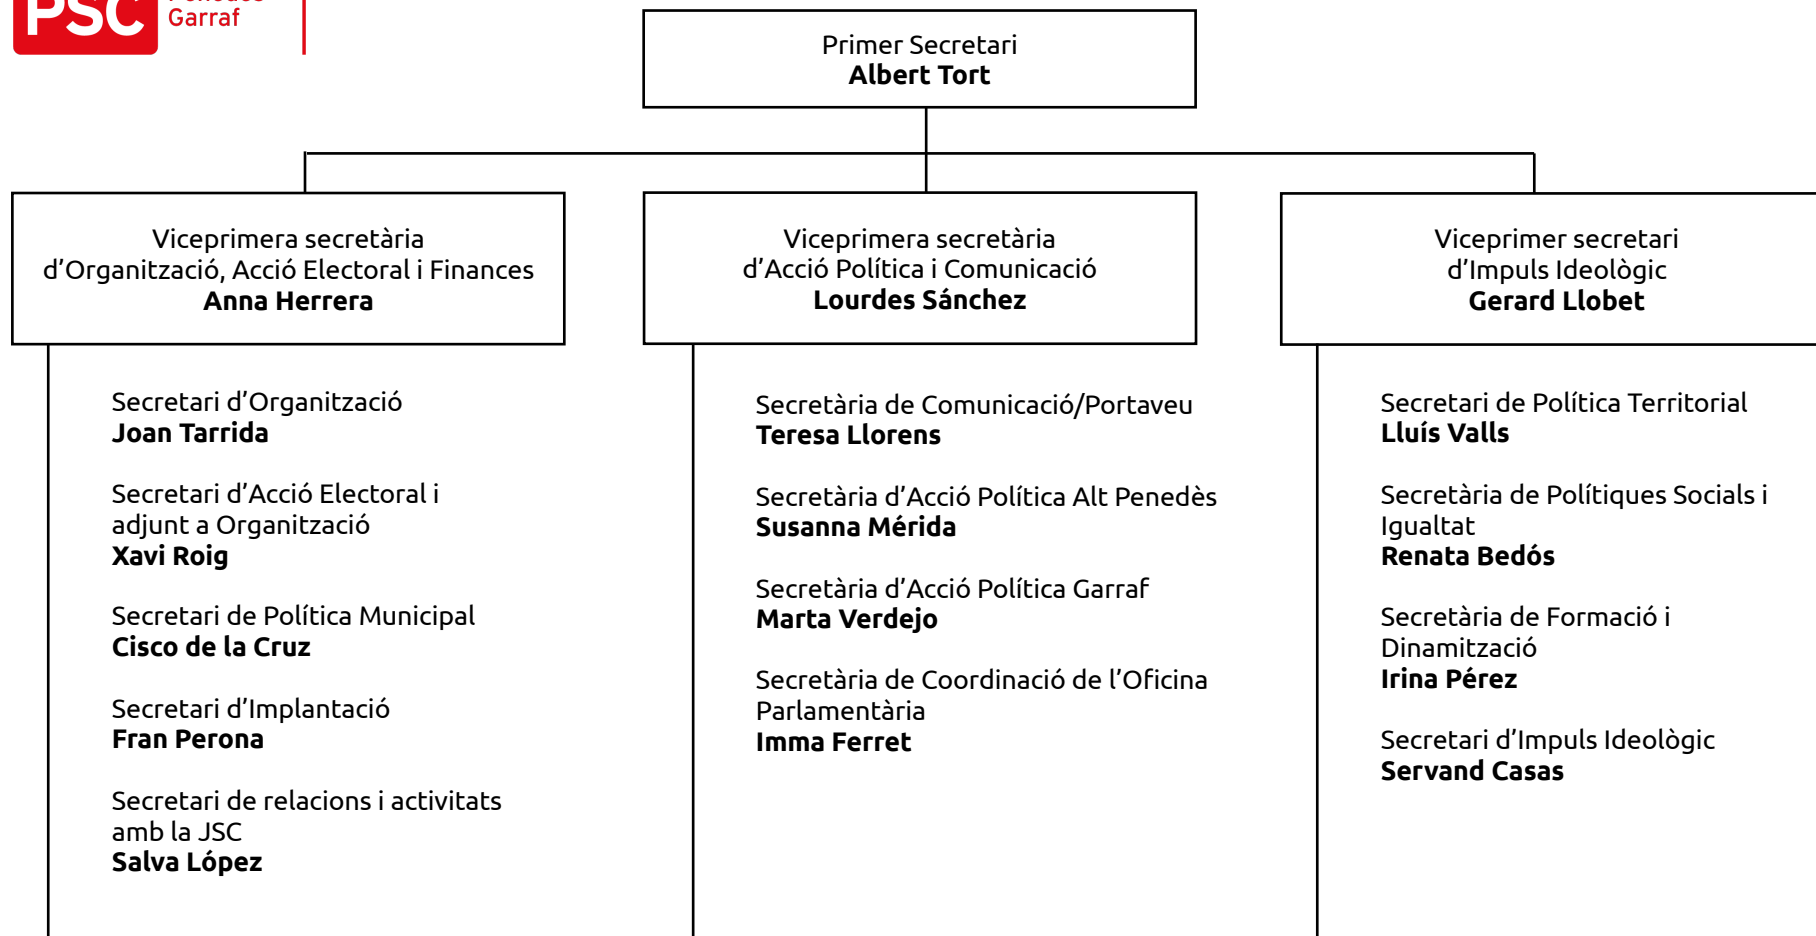 PSC
Garraf
Primer Secretari
Albert Tort
Viceprimera secretària
d’Organització, Acció Electoral i Finances
Anna Herrera
Viceprimera secretària
d’Acció Política i Comunicació
Lourdes Sánchez
Viceprimer secretari
d’Impuls Ideològic
Gerard Llobet
Secretari d’Organització
Joan Tarrida
Secretari d’Acció Electoral i
adjunt a Organització
Xavi Roig
Secretari de Política Municipal
Cisco de la Cruz
Secretari d’Implantació
Fran Perona
Secretari de relacions i activitats
amb la JSC
Salva López
Secretària de Comunicació/Portaveu
Teresa Llorens
Secretària d’Acció Política Alt Penedès
Susanna Mérida
Secretària d’Acció Política Garraf
Marta Verdejo
Secretària de Coordinació de l’Oficina
Parlamentària
Imma Ferret
Secretari de Política Territorial
Lluís Valls
Secretària de Polítiques Socials i
Igualtat
Renata Bedós
Secretària de Formació i
Dinamització
Irina Pérez
Secretari d’Impuls Ideològic
Servand Casas